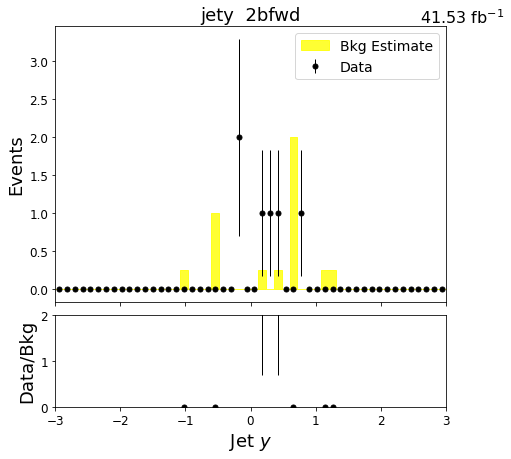 jety 2bfwd
41.53 fb⁻¹
Bkg Estimate
Data
Events
3.0
2.5
2.0
1.5
1.0
0.5
0.0
Data/Bkg
2
1
0
−3 −2 −1 0 1 2 3
Jet y